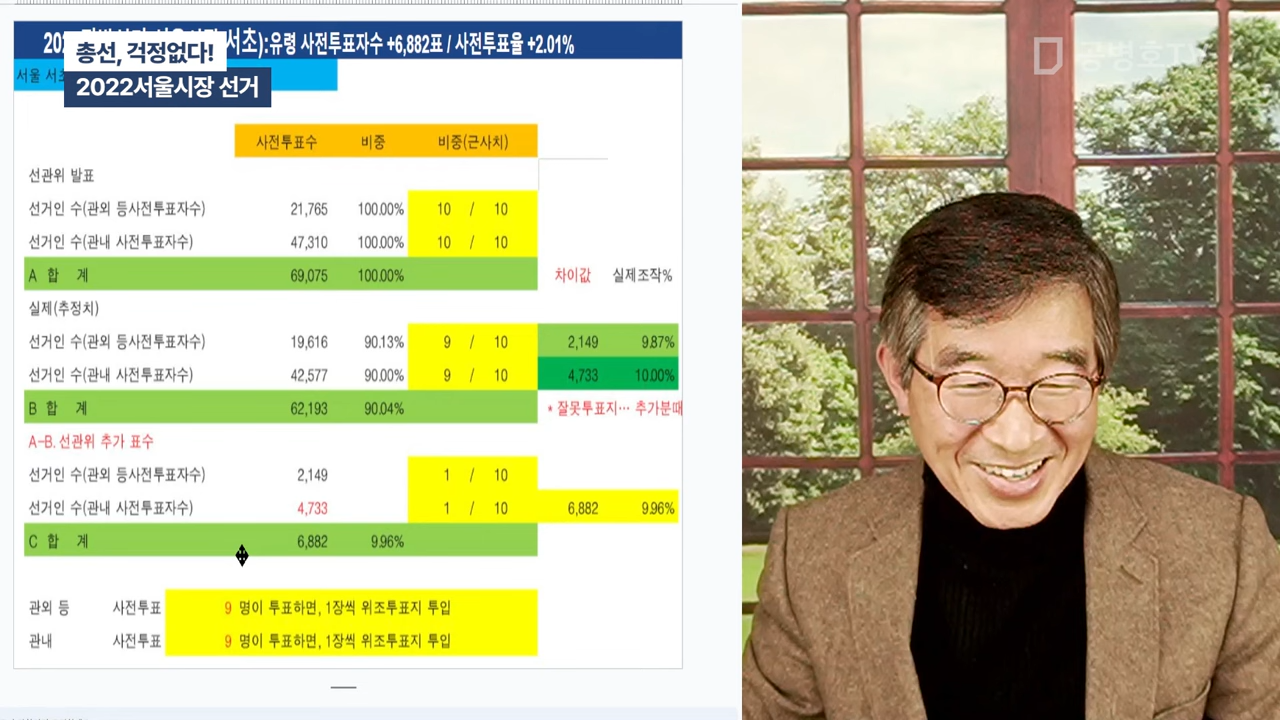 서초):유령 사전투표자수 +6,882표 / 사전투표율 +2.01%
총선, 걱정없다!
서울 서초
2022서울시장 선거
공병호TV
사전투표수 비중 비중(근사치)
선관위 발표
선거인 수(관외 등사전투표자수) 21,765 100.00% 10 / 10
선거인 수(관내 사전투표자수) 47,310 100.00% 10 / 10
A 합 계 69,075 100.00% 차이값 실제조작%
실제(추정치)
선거인 수(관외 등사전투표자수) 19,616 90.13% 9 / 10 2,149 9.87%
선거인 수(관내 사전투표자수) 42,577 90.00% 9 / 10 4,733 10.00%
B 합 계 62,193 90.04% * 잘못투표지… 추가분때
A-B. 선관위 추가 표수
선거인 수(관외 등사전투표자수) 2,149 1 / 10
선거인 수(관내 사전투표자수) 4,733 1 / 10 6,882 9.96%
C 합 계 6,882 9.96%
관외 등 사전투표 9 명이 투표하면, 1장씩 위조투표지 투입
관내 사전투표 9 명이 투표하면, 1장씩 위조투표지 투입